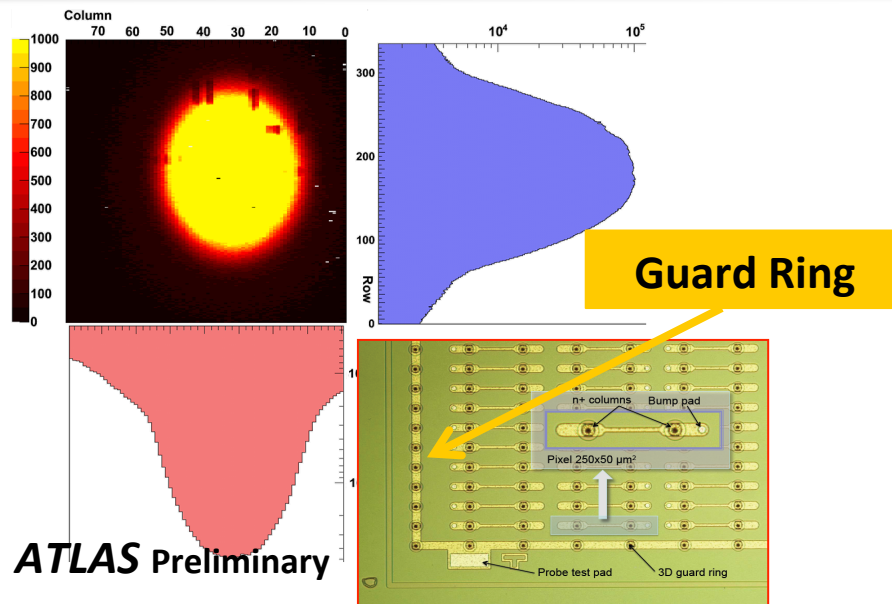 Column
70 60 50 40 30 20 10 0
1000
900
800
700
600
500
400
300
200
100
0
10⁴ 10⁵
300
200
100
0
Row
Guard Ring
10
1
n+ columns Bump pad
Pixel 250x50 µm²
Probe test pad
3D guard ring
ATLAS Preliminary